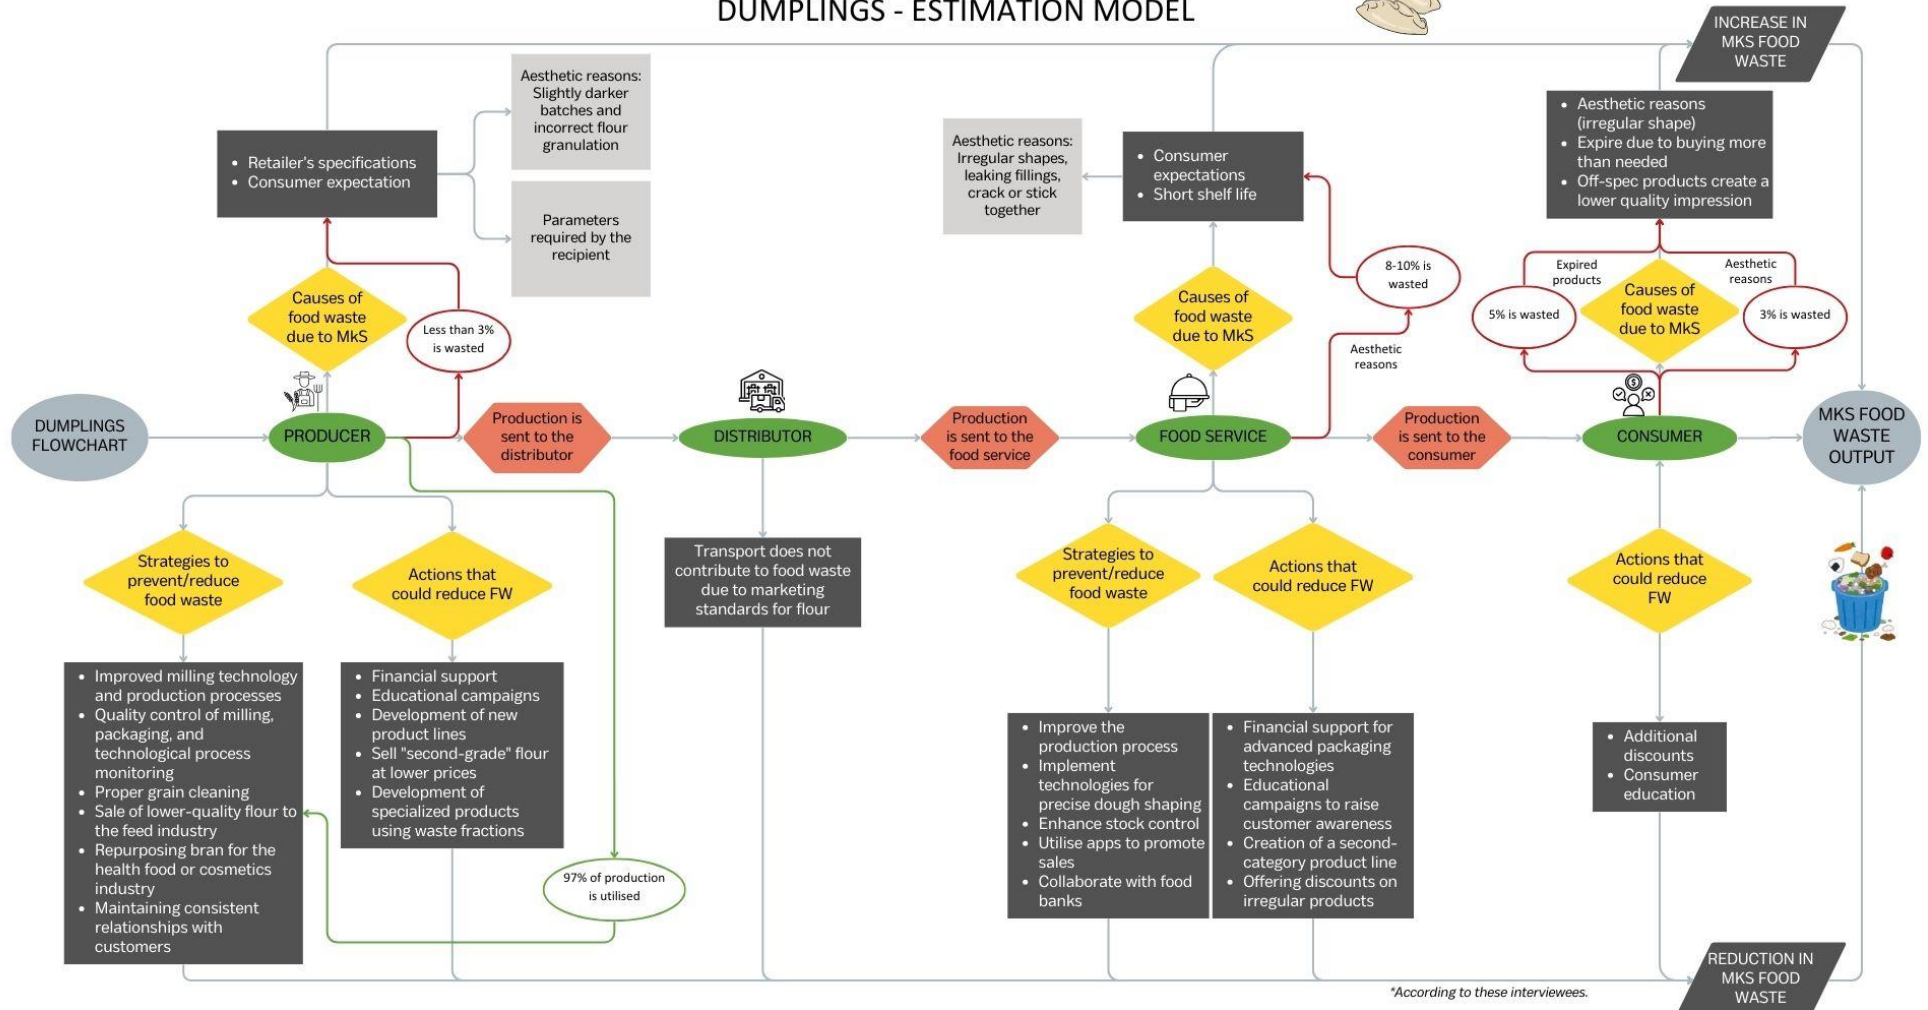 DUMPLINGS - ESTIMATION MODEL
INCREASE IN
MKS FOOD
WASTE
Aesthetic reasons:
Slightly darker
batches and
incorrect flour
granulation
Retailer's specifications
Consumer expectation
Parameters
required by the
recipient
Aesthetic reasons:
Irregular shapes,
leaking fillings,
crack or stick
together
Consumer
expectations
Short shelf life
Aesthetic reasons
(irregular shape)
Expire due to buying more
than needed
Off-spec products create a
lower quality impression
Causes of
food waste
due to MkS
Less than 3%
is wasted
Causes of
food waste
due to MkS
8-10% is
wasted
Aesthetic
reasons
Expired
products
5% is wasted
Causes of
food waste
due to MkS
Aesthetic
reasons
3% is wasted
DUMPLINGS
FLOWCHART
PRODUCER
Production is
sent to the
distributor
DISTRIBUTOR
Production
is sent to the
food service
FOOD SERVICE
Production
is sent to the
consumer
CONSUMER
MKS FOOD
WASTE
OUTPUT
Strategies to
prevent/reduce
food waste
Actions that
could reduce FW
Transport does not
contribute to food waste
due to marketing
standards for flour
Strategies to
prevent/reduce
food waste
Actions that
could reduce FW
Actions that
could reduce
FW
Improved milling technology
and production processes
Quality control of milling,
packaging, and
technological process
monitoring
Proper grain cleaning
Sale of lower-quality flour to
the feed industry
Repurposing bran for the
health food or cosmetics
industry
Maintaining consistent
relationships with
customers
Financial support
Educational campaigns
Development of new
product lines
Sell "second-grade" flour
at lower prices
Development of
specialized products
using waste fractions
97% of production
is utilised
Improve the
production process
Implement
technologies for
precise dough shaping
Enhance stock control
Utilise apps to promote
sales
Collaborate with food
banks
Financial support for
advanced packaging
technologies
Educational
campaigns to raise
customer awareness
Creation of a second-
category product line
Offering discounts on
irregular products
Additional
discounts
Consumer
education
REDUCTION IN
MKS FOOD
WASTE
*According to these interviewees.